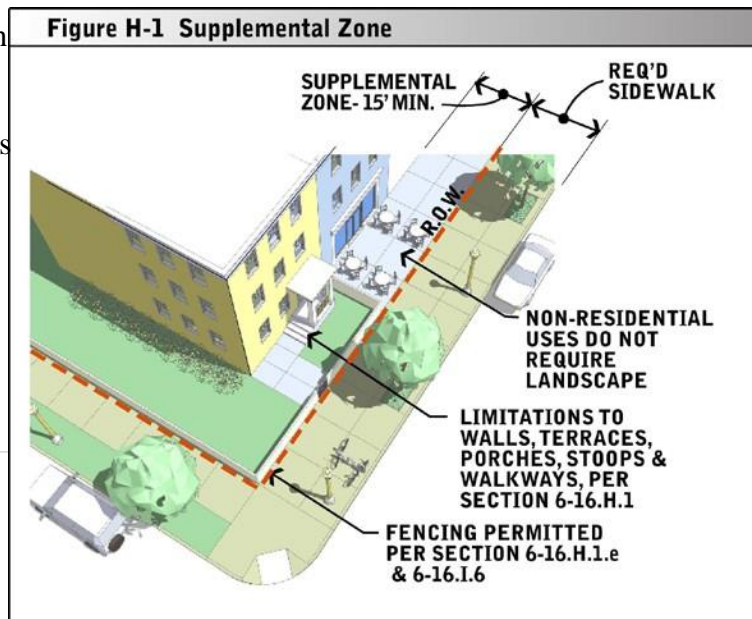 Figure H-1 Supplemental Zone
SUPPLEMENTAL
ZONE- 15' MIN.
REQ'D
SIDEWALK
R.O.W.
NON-RESIDENTIAL
USES DO NOT
REQUIRE
LANDSCAPE
LIMITATIONS TO
WALLS, TERRACES,
PORCHES, STOOPS &
WALKWAYS, PER
SECTION 6-16.H.1
FENCING PERMITTED
PER SECTION 6-16.H.1.e
& 6-16.I.6